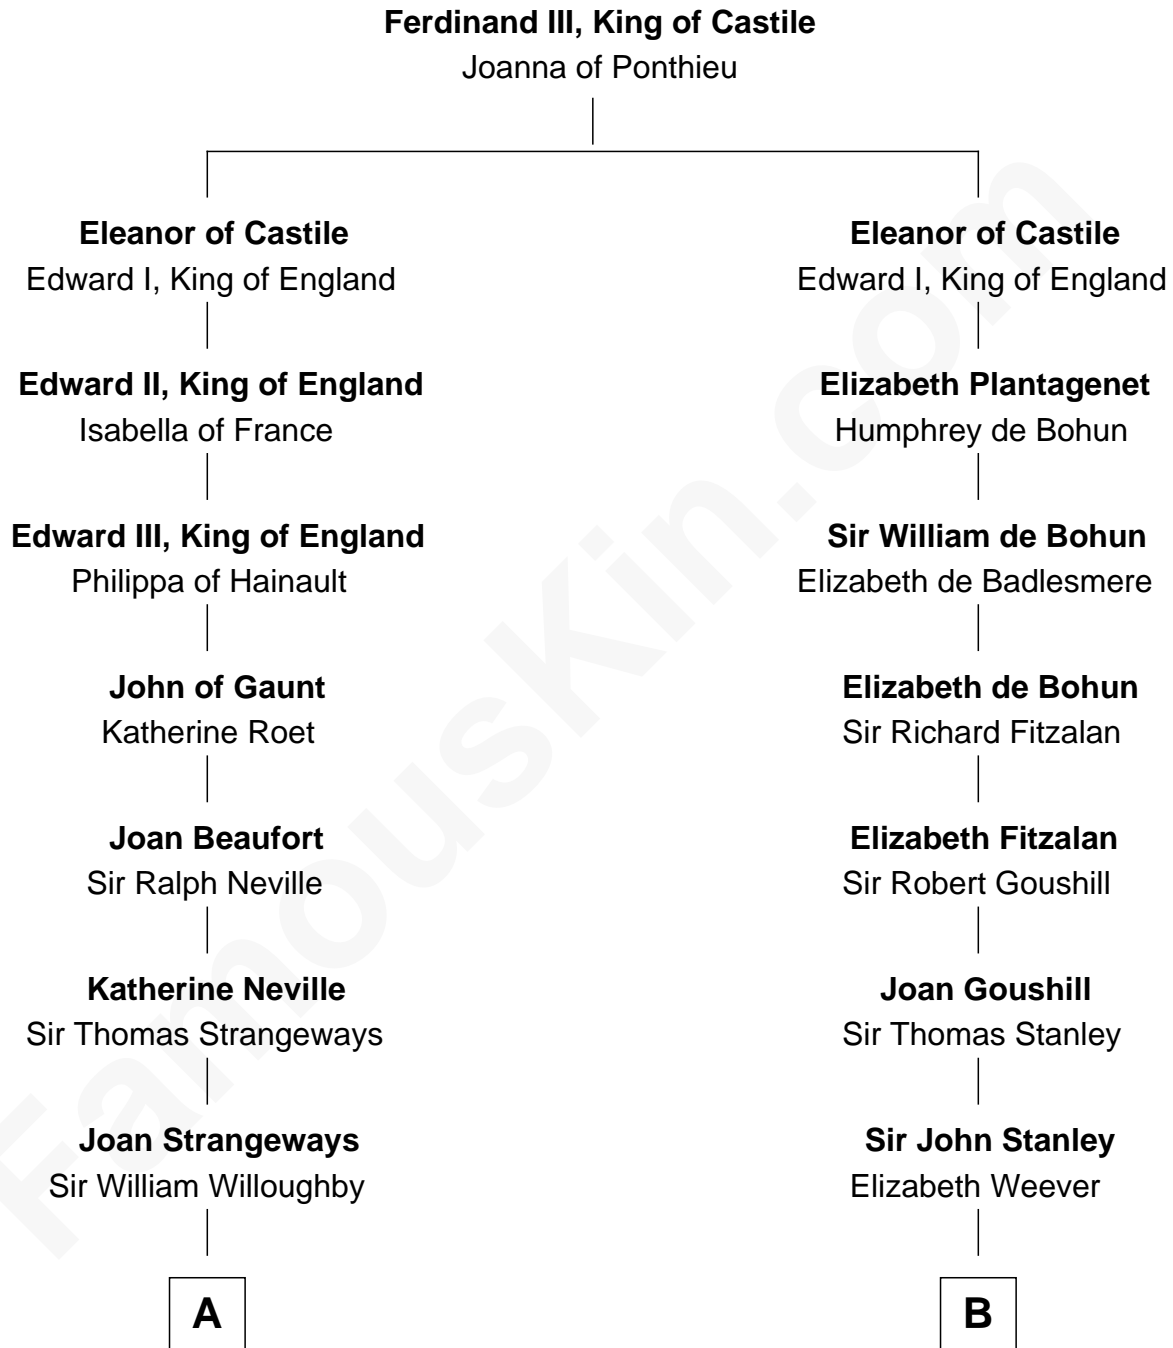 Ferdinand III, King of Castile
Joanna of Ponthieu
Eleanor of Castile
Edward I, King of England
Eleanor of Castile
Edward I, King of England
Edward II, King of England
Isabella of France
Elizabeth Plantagenet
Humphrey de Bohun
Edward III, King of England
Philippa of Hainault
Sir William de Bohun
Elizabeth de Badlesmere
John of Gaunt
Katherine Roet
Elizabeth de Bohun
Sir Richard Fitzalan
Joan Beaufort
Sir Ralph Neville
Elizabeth Fitzalan
Sir Robert Goushill
Katherine Neville
Sir Thomas Strangeways
Joan Goushill
Sir Thomas Stanley
Joan Strangeways
Sir William Willoughby
Sir John Stanley
Elizabeth Weever
A
B
FamousKin.com